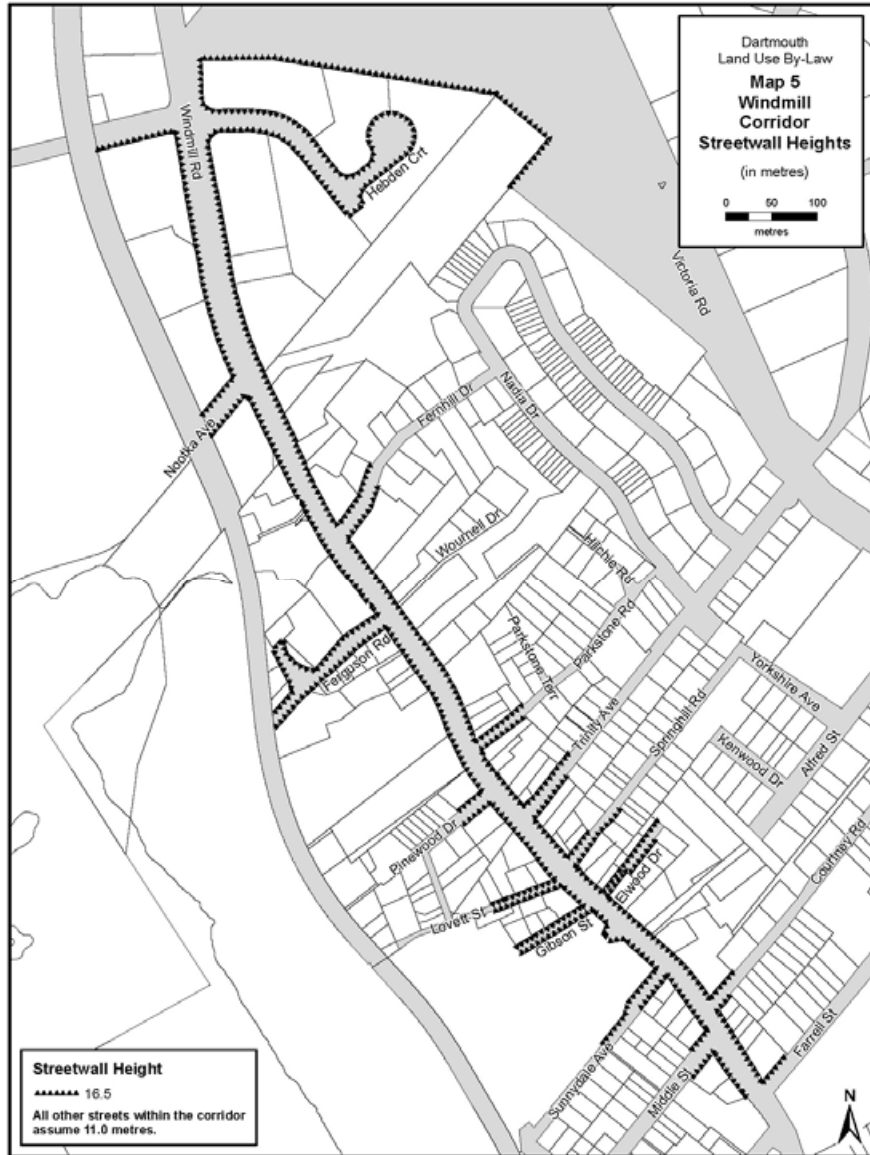 Dartmouth
Land Use By-Law
Map 5
Windmill
Corridor
Streetwall Heights
(in metres)
0 50 100
metres
Windmill Rd
Hebden Crt
Victoria Rd
Nootka Ave
Fernhill Dr
Nadia Dr
Wournell Dr
Hilchie Rd
Ferguson Rd
Parkstone Terr
Parkstone Rd
Trinity Ave
Springhill Rd
Yorkshire Ave
Kenwood Dr
Alfred St
Pinewood Dr
Courtney Rd
Elwood Dr
Lovett St
Gibson St
Farrell St
Sunnydale Ave
Middle St
Streetwall Height
16.5
All other streets within the corridor
assume 11.0 metres.
N